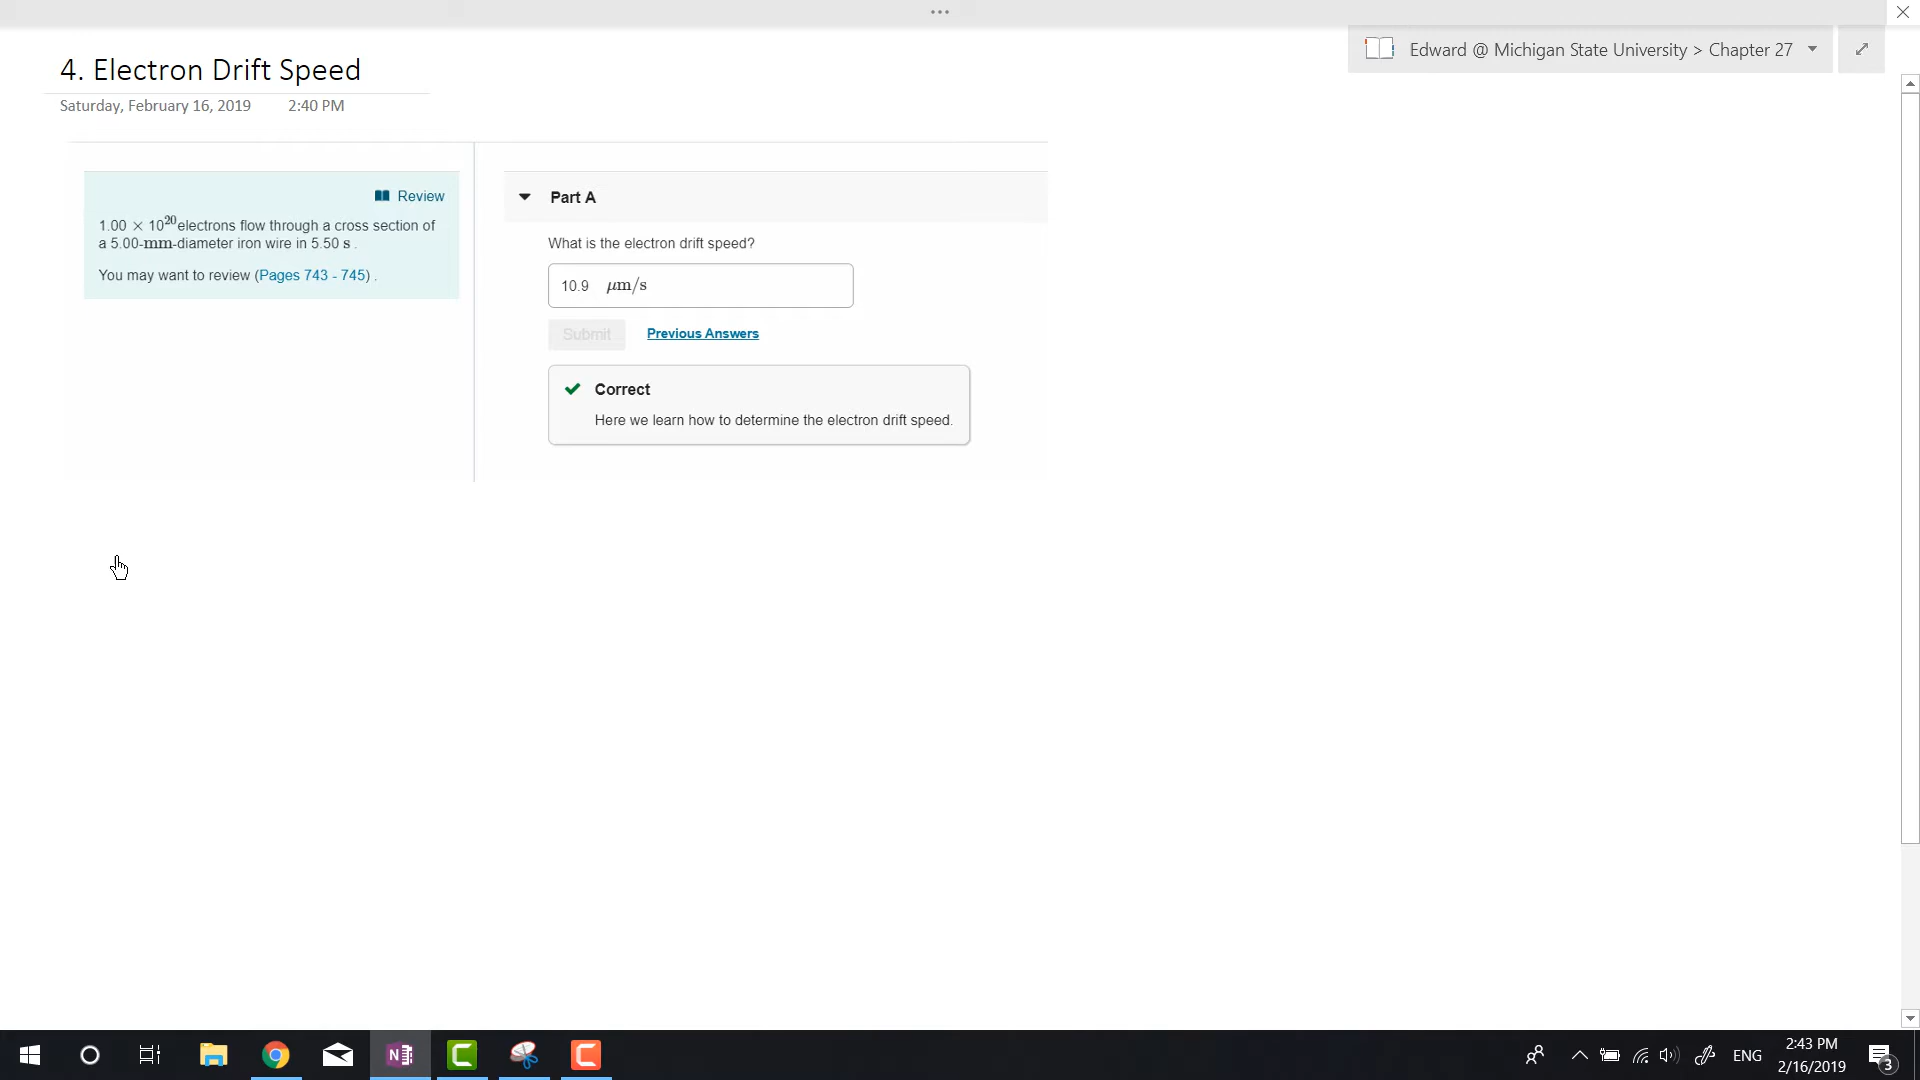 Edward @ Michigan State University > Chapter 27
4. Electron Drift Speed
Saturday, February 16, 2019 2:40 PM
Review
1.00 × 10²⁰electrons flow through a cross section of
a 5.00-mm-diameter iron wire in 5.50 s .
You may want to review (Pages 743 - 745) .
Part A
What is the electron drift speed?
10.9 μm/s
Submit Previous Answers
Correct
Here we learn how to determine the electron drift speed.
N
ENG
2:43 PM
2/16/2019
3